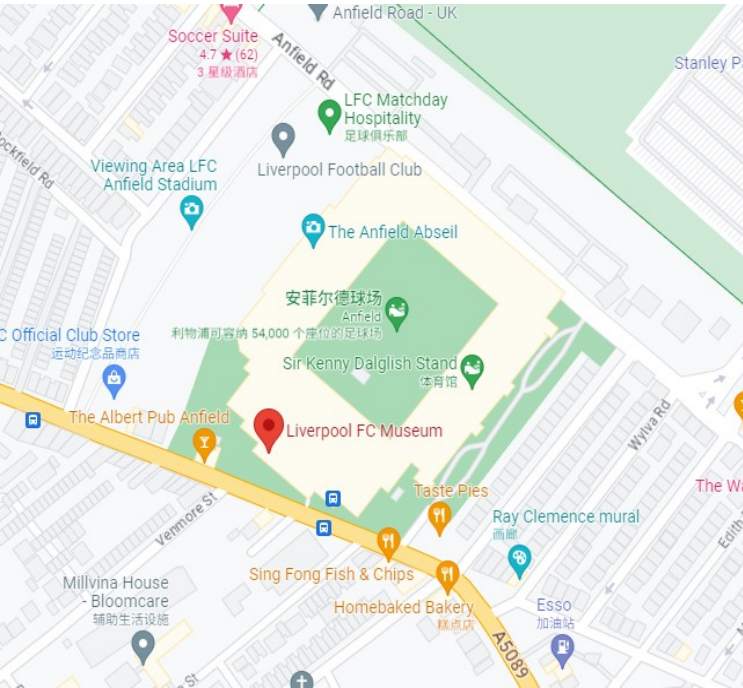 Anfield Road - UK
Soccer Suite
4.7 ★ (62)
3 星级酒店
Anfield Rd
Stanley
LFC Matchday
Hospitality
足球俱乐部
Rockfield Rd
Liverpool Football Club
Viewing Area LFC
Anfield Stadium
The Anfield Abseil
安菲尔德球场
Anfield
利物浦可容纳 54,000 个座位的足球场
C Official Club Store
运动纪念品商店
Sir Kenny Dalglish Stand
体育馆
The Albert Pub Anfield
Liverpool FC Museum
Wylva Rd
Taste Pies
The Wa
Venmore St
Ray Clemence mural
画廊
Edith
Sing Fong Fish & Chips
Millvina House
- Bloomcare
辅助生活设施
Homebaked Bakery
糕点店
Esso
加油站
A5089
St